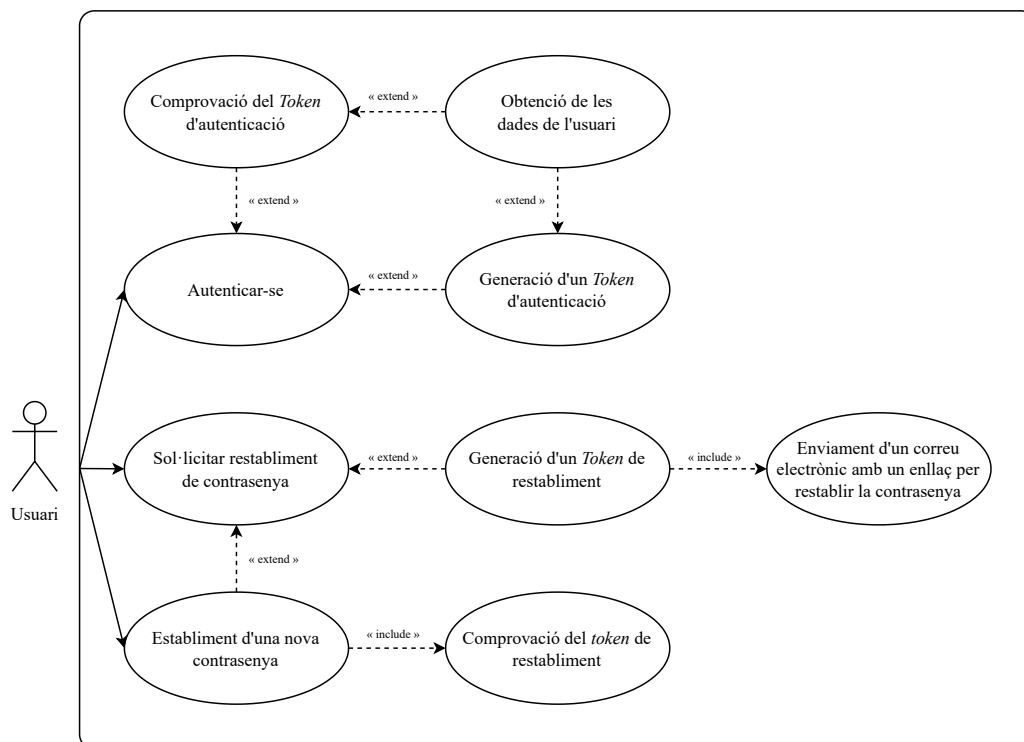 Comprovació del Token
d'autenticació
« extend »
Obtenció de les
dades de l'usuari
« extend »
« extend »
Autenticar-se
« extend »
Generació d'un Token
d'autenticació
Usuari
Sol·licitar restabliment
de contrasenya
« extend »
Generació d'un Token de
restabliment
« include »
Enviament d'un correu
electrònic amb un enllaç per
restablir la contrasenya
« extend »
Establiment d'una nova
contrasenya
« include »
Comprovació del token de
restabliment